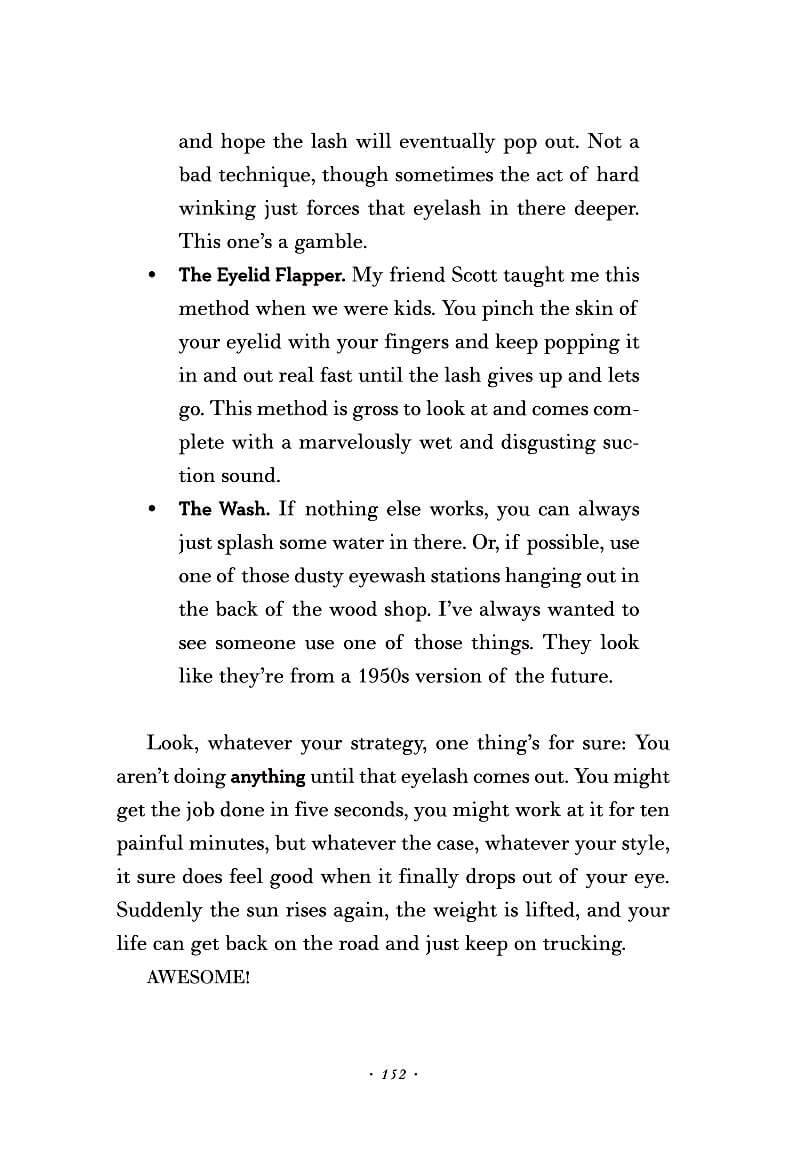 and hope the lash will eventually pop out. Not a
bad technique, though sometimes the act of hard
winking just forces that eyelash in there deeper.
This one’s a gamble.
• The Eyelid Flapper. My friend Scott taught me this
method when we were kids. You pinch the skin of
your eyelid with your fingers and keep popping it
in and out real fast until the lash gives up and lets
go. This method is gross to look at and comes com-
plete with a marvelously wet and disgusting suc-
tion sound.
• The Wash. If nothing else works, you can always
just splash some water in there. Or, if possible, use
one of those dusty eyewash stations hanging out in
the back of the wood shop. I’ve always wanted to
see someone use one of those things. They look
like they’re from a 1950s version of the future.
Look, whatever your strategy, one thing’s for sure: You
aren’t doing anything until that eyelash comes out. You might
get the job done in five seconds, you might work at it for ten
painful minutes, but whatever the case, whatever your style,
it sure does feel good when it finally drops out of your eye.
Suddenly the sun rises again, the weight is lifted, and your
life can get back on the road and just keep on trucking.
AWESOME!
· 152 ·